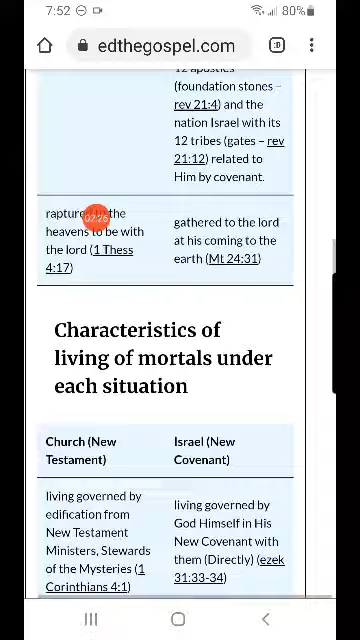 7:52
80%
edthegospel.com
:D
12 apostles
(foundation stones –
rev 21:4) and the
nation Israel with its
12 tribes (gates – rev
21:12) related to
Him by covenant.
raptured to the
heavens to be with
the lord (1 Thess
4:17)
02:26
gathered to the lord
at his coming to the
earth (Mt 24:31)
Characteristics of
living of mortals under
each situation
Church (New
Testament)
Israel (New
Covenant)
living governed by
edification from
New Testament
Ministers, Stewards
of the Mysteries (1
Corinthians 4:1)
living governed by
God Himself in His
New Covenant with
them (Directly) (ezek
31:33-34)